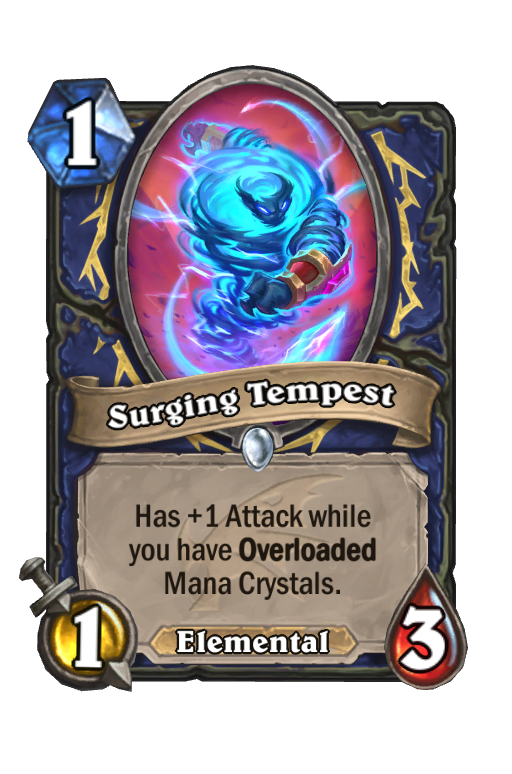 1
Surging Tempest
Has +1 Attack while
you have Overloaded
Mana Crystals.
1
Elemental
3